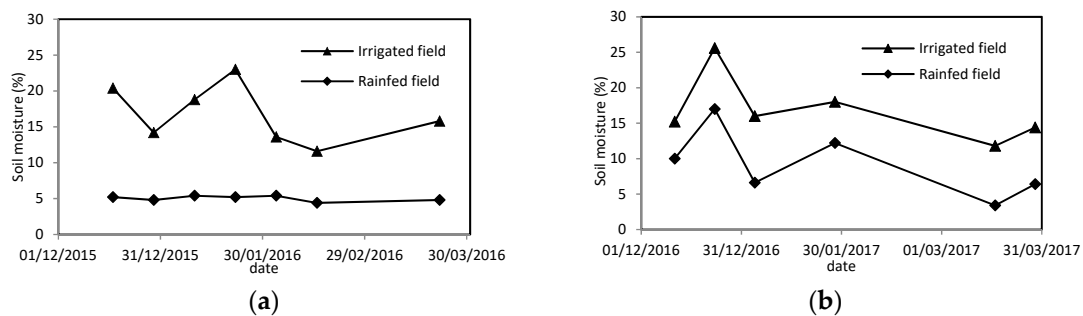 30
25
20
15
10
5
0
Soil moisture (%)
Irrigated field
Rainfed field
01/12/2015 31/12/2015 30/01/2016 29/02/2016 30/03/2016
date
(a)
30
25
20
15
10
5
0
Soil moisture (%)
Irrigated field
Rainfed field
01/12/2016 31/12/2016 30/01/2017 01/03/2017 31/03/2017
date
(b)